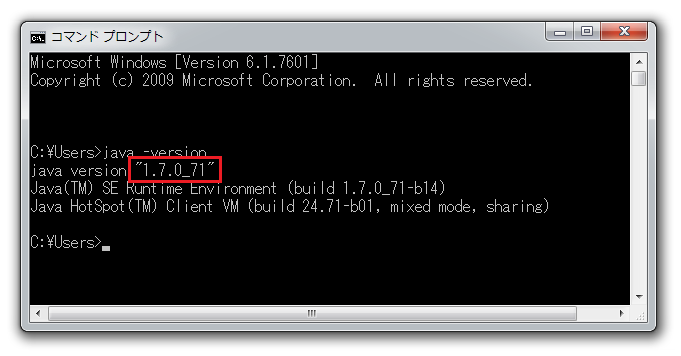 コマンド プロンプト
Microsoft Windows [Version 6.1.7601]
Copyright (c) 2009 Microsoft Corporation.  All rights reserved.
C:¥Users>java -version
java version "1.7.0_71"
Java(TM) SE Runtime Environment (build 1.7.0_71-b14)
Java HotSpot(TM) Client VM (build 24.71-b01, mixed mode, sharing)
C:¥Users>